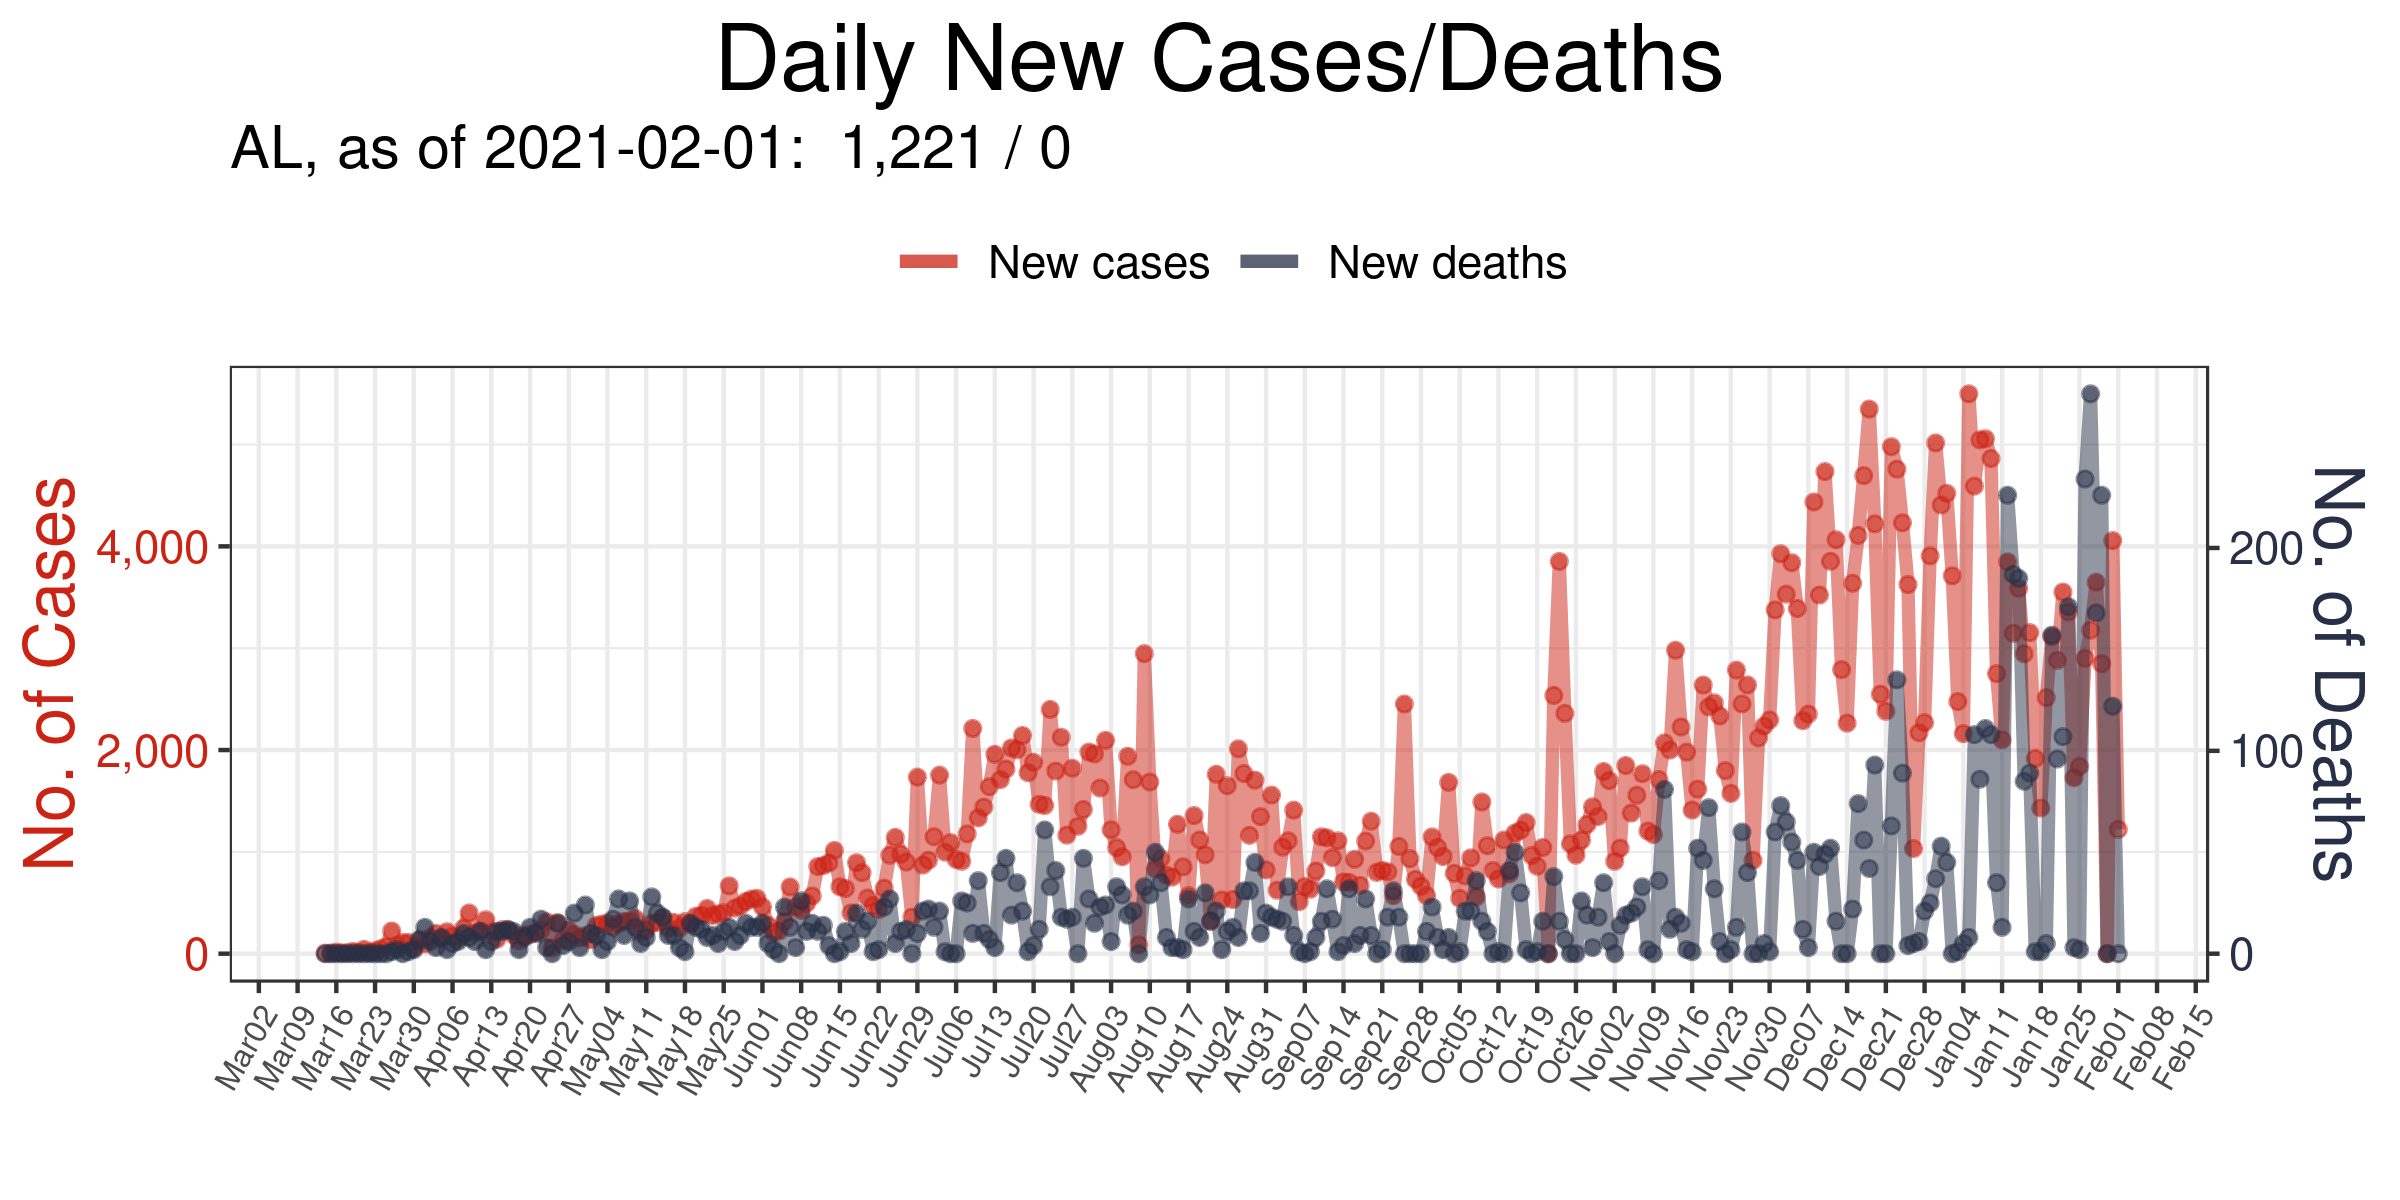 Daily New Cases/Deaths
AL, as of 2021-02-01:  1,221 / 0
New cases
New deaths
No. of Cases
4,000
2,000
0
200
100
0
No. of Deaths
Mar02
Mar09
Mar16
Mar23
Mar30
Apr06
Apr13
Apr20
Apr27
May04
May11
May18
May25
Jun01
Jun08
Jun15
Jun22
Jun29
Jul06
Jul13
Jul20
Jul27
Aug03
Aug10
Aug17
Aug24
Aug31
Sep07
Sep14
Sep21
Sep28
Oct05
Oct12
Oct19
Oct26
Nov02
Nov09
Nov16
Nov23
Nov30
Dec07
Dec14
Dec21
Dec28
Jan04
Jan11
Jan18
Jan25
Feb01
Feb08
Feb15